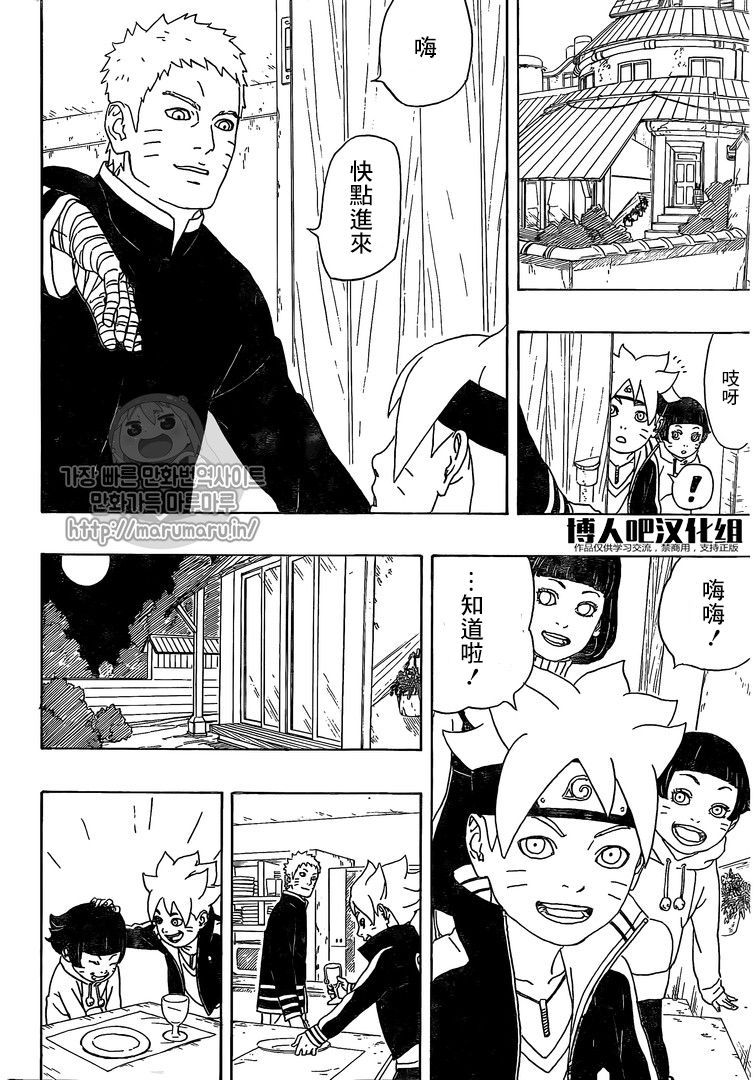 嗨
快點進來
吱呀
!
博人吧汉化组
作品仅供学习交流，禁商用，支持正版
가장 빠른 만화번역사이트
만화가득 마루마루
http://marumaru.in/
嗨嗨！
…知道啦！